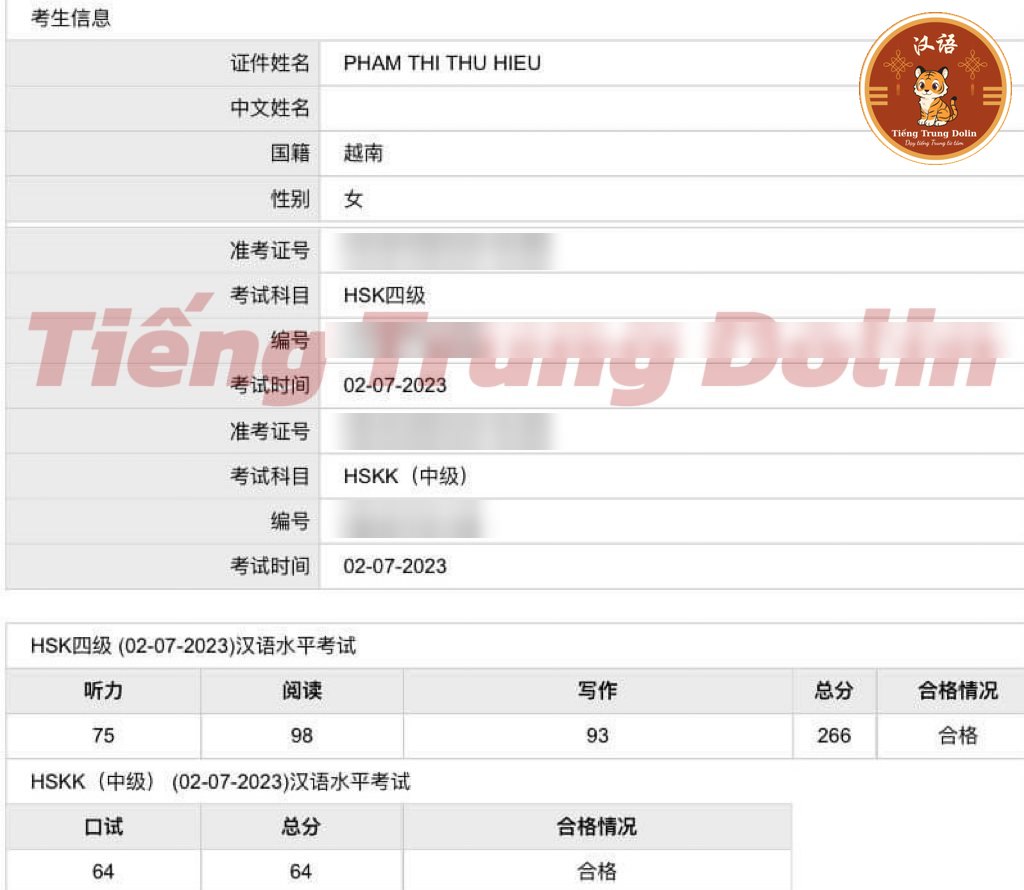 考生信息
证件姓名 PHAM THI THU HIEU
中文姓名
国籍 越南
性别 女
准考证号
考试科目 HSK四级
编号
考试时间 02-07-2023
准考证号
考试科目 HSKK（中级）
编号
考试时间 02-07-2023
HSK四级 (02-07-2023)汉语水平考试
听力 阅读 写作 总分 合格情况
75 98 93 266 合格
HSKK（中级） (02-07-2023)汉语水平考试
口试 总分 合格情况
64 64 合格
汉语
Tiếng Trung Dolin
Dạy tiếng Trung từ tâm
Tiếng Trung Dolin